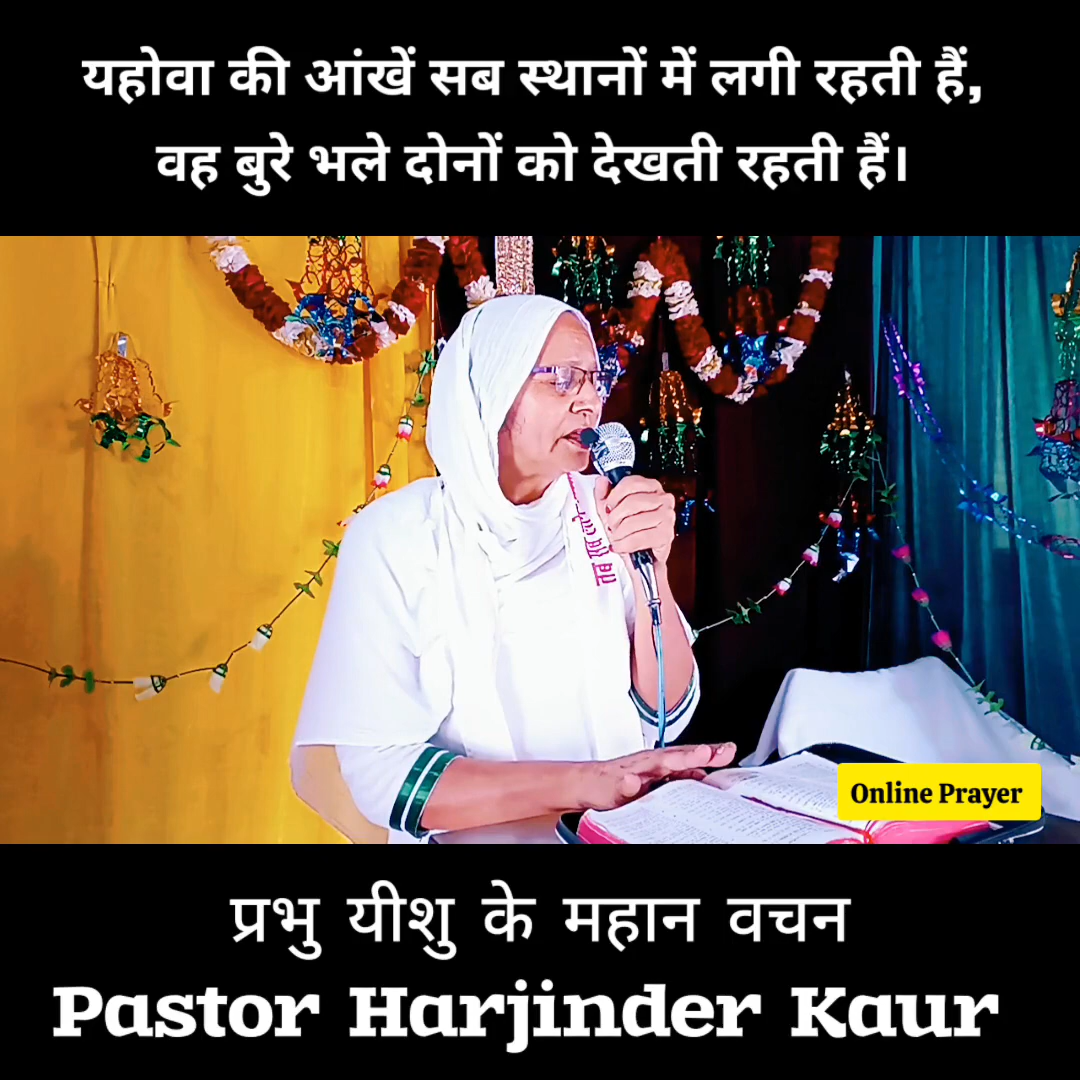 यहोवा की आंखें सब स्थानों में लगी रहती हैं,
वह बुरे भले दोनों को देखती रहती हैं।
Online Prayer
प्रभु यीशु के महान वचन
Pastor Harjinder Kaur